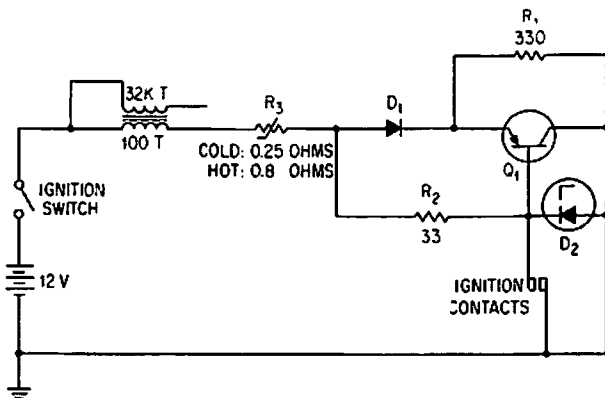 R₁
330
32K T
100 T
R₃
COLD: 0.25 OHMS
HOT: 0.8 OHMS
D₁
Q₁
IGNITION
SWITCH
R₂
33
D₂
12 V
IGNITION
CONTACTS